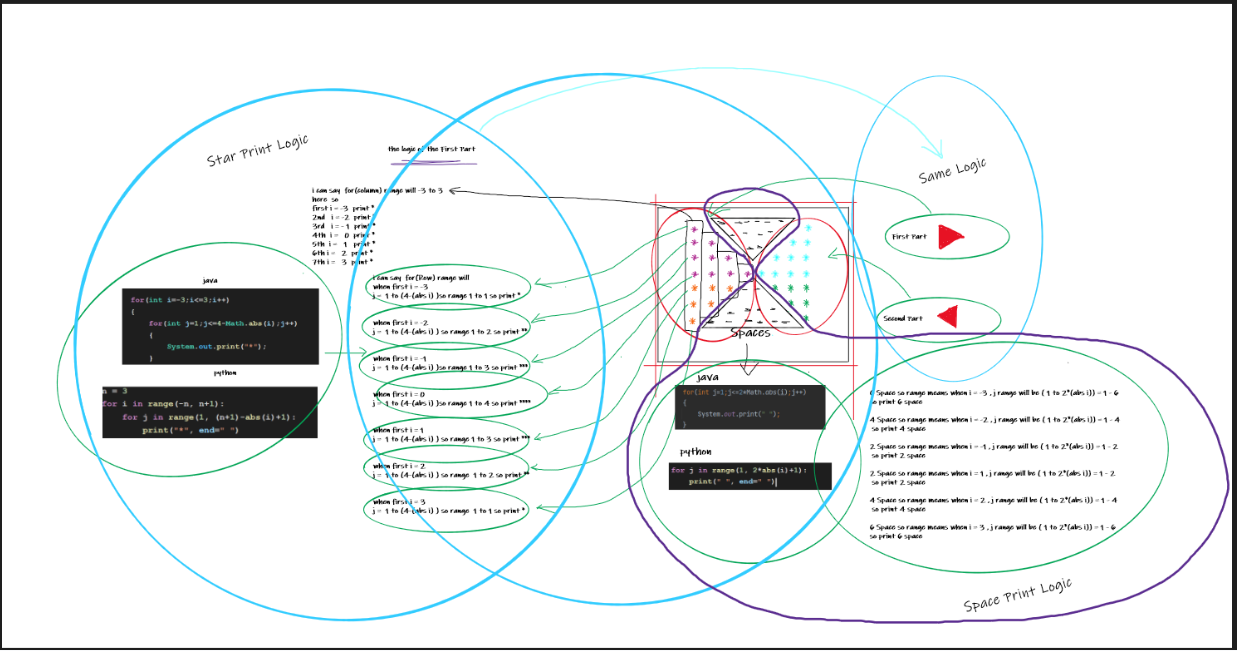 Star Print Logic
the logic of the First Part
i can say for(column) range will -3 to 3
here so
first i = -3 print *
2nd i = -2 print *
3rd i = -1 print *
4th i = 0 print *
5th i = 1 print *
6th i = 2 print *
7th i = 3 print *
java
for(int i=-3;i<=3;i++)
{
for(int j=1;j<=4-Math.abs(i);j++)
{
System.out.print("*");
}
python
n = 3
for i in range(-n, n+1):
for j in range(1, (n+1)-abs(i)+1):
print("*", end=" ")
i can say for(Row) range will
when first i = -3
j = 1 to (4-(abs i) )so range 1 to 1 so print *
when first i = -2
j = 1 to (4-(abs i) )so range 1 to 2 so print **
when first i = -1
j = 1 to (4-(abs i) )so range 1 to 3 so print ***
when first i = 0
j = 1 to (4-(abs i) )so range 1 to 4 so print ****
when first i = 1
j = 1 to (4-(abs i) )so range 1 to 3 so print ***
when first i = 2
j = 1 to (4-(abs i) )so range 1 to 2 so print **
when first i = 3
j = 1 to (4-(abs i) )so range 1 to 1 so print *
Spaces
java
for(int j=1;j<=2*Math.abs(i);j++)
{
System.out.print(" ");
}
python
for j in range(1, 2*abs(i)+1):
print(" ", end=" ")
Same Logic
First Part
Second Part
6 Space so range means when i = -3 , j range will be ( 1 to 2*(abs i)) = 1 - 6
so print 6 space
4 Space so range means when i = -2 , j range will be ( 1 to 2*(abs i)) = 1 - 4
so print 4 space
2 Space so range means when i = -1 , j range will be ( 1 to 2*(abs i)) = 1 - 2
so print 2 space
2 Space so range means when i = 1 , j range will be ( 1 to 2*(abs i)) = 1 - 2
so print 2 space
4 Space so range means when i = 2 , j range will be ( 1 to 2*(abs i)) = 1 - 4
so print 4 space
6 Space so range means when i = 3 , j range will be ( 1 to 2*(abs i)) = 1 - 6
so print 6 space
Space Print Logic